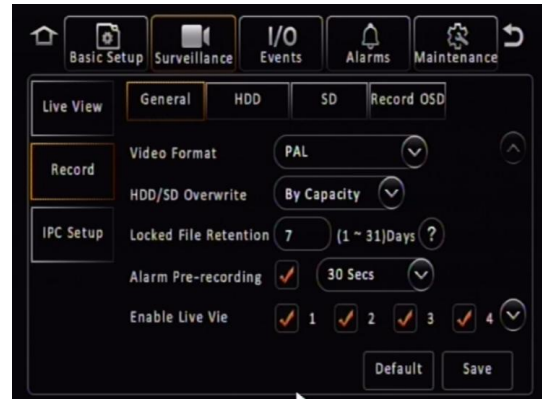 Basic Setup Surveillance I/O Events Alarms Maintenance
Live View General HDD SD Record OSD
Record Video Format PAL
HDD/SD Overwrite By Capacity
IPC Setup Locked File Retention 7 (1 ~ 31)Days ?
Alarm Pre-recording 30 Secs
Enable Live Vie 1 2 3 4
Default Save